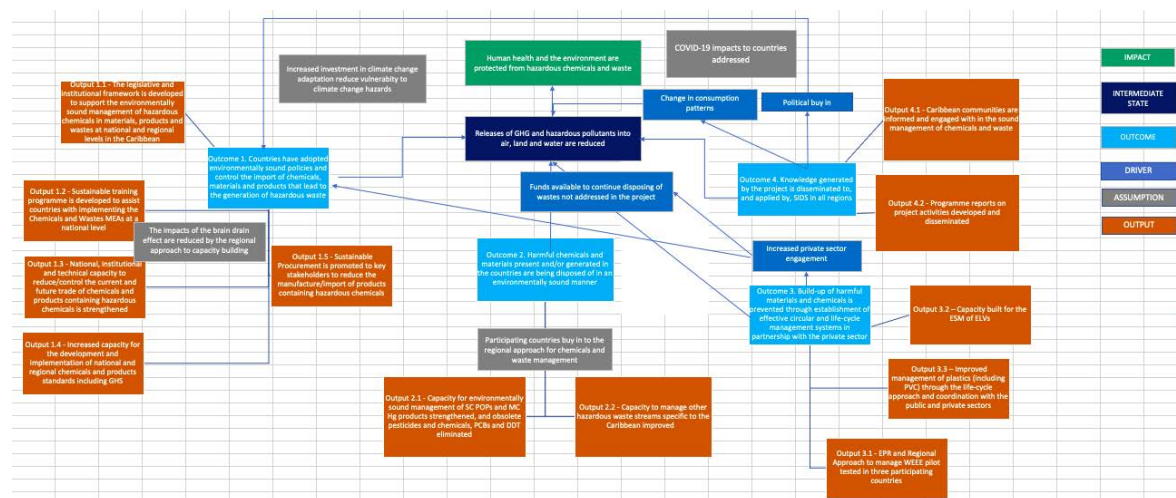 COVID-19 impacts to countries
addressed
Human health and the environment are
protected from hazardous chemicals and waste
Increased investment in climate change
adaptation reduce vulnerability to
climate change hazards
IMPACT
INTERMEDIATE
STATE
OUTCOME
DRIVER
ASSUMPTION
OUTPUT
Output 1.1 - The legislative and
institutional framework is developed to
support the environmentally sound
management of hazardous
chemicals in materials, products
and wastes at national and regional
levels in the Caribbean
Change in consumption
patterns
Political buy in
Output 4.1 - Caribbean communities are
informed and engaged with in the sound
management of chemicals and waste
Releases of GHG and hazardous pollutants into
air, land and water are reduced
Outcome 1. Countries have adopted
environmentally sound policies and
control the import of chemicals,
materials and products that lead to
the generation of hazardous waste
Funds available to continue disposing of
wastes not addressed in the project
Outcome 4. Knowledge generated
by the project is disseminated to,
and applied by, SIDS in all regions
Output 4.2 - Programme reports on
project activities developed and
disseminated
Output 1.2 - Sustainable training
programme is developed to assist
countries with implementing the
Chemicals and Wastes MEAs at a
national level
The impacts of the brain drain
effect are reduced by the regional
approach to capacity building
Output 1.3 - National, institutional
and technical capacity to
reduce/control the current and
future trade of chemicals and
products containing hazardous
chemicals is strengthened
Output 1.5 - Sustainable
Procurement is promoted to key
stakeholders to reduce the
manufacture/import of products
containing hazardous chemicals
Outcome 2. Harmful chemicals and
materials present and/or generated in
the countries are being disposed of in an
environmentally sound manner
Increased private sector
engagement
Outcome 3. Build-up of harmful
materials and chemicals is
prevented through establishment of
effective circular and life-cycle
management systems in
partnership with the private sector
Output 3.2 – Capacity built for the
ESM of ELVs
Output 1.4 - Increased capacity for
the development and
implementation of national and
regional chemicals and products
standards including GHS
Participating countries buy in to the
regional approach for chemicals and
waste management
Output 3.3 – Improved
management of plastics (including
PVC) through the life-cycle
approach and coordination with the
public and private sectors
Output 2.1 - Capacity for environmentally
sound management of SC POPs and MC
Hg products strengthened, and obsolete
pesticides and chemicals, PCBs and DDT
eliminated
Output 2.2 - Capacity to manage other
hazardous waste streams specific to the
Caribbean improved
Output 3.1 - EPR and Regional
Approach to manage WEEE pilot
tested in three participating
countries